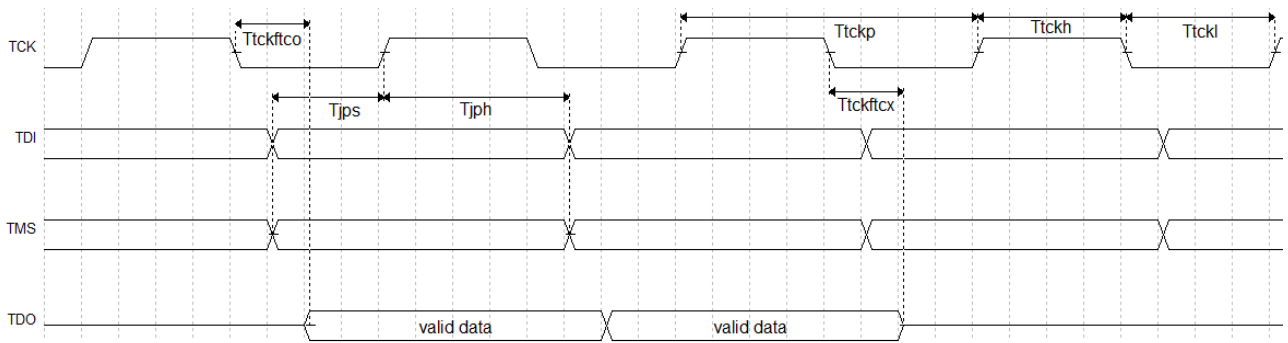 TCK
Ttckftco
Ttckp
Ttckh
Ttckl
Tjps
Tjph
Ttckftcx
TDI
TMS
TDO
valid data
valid data